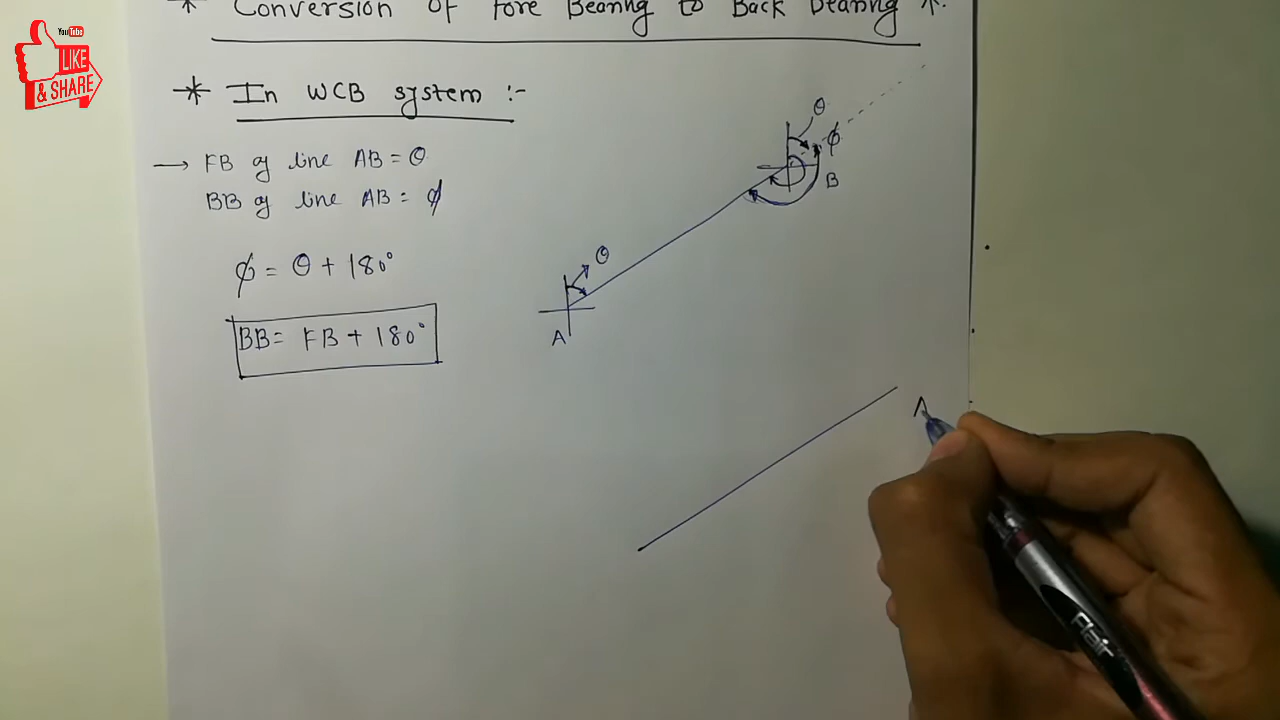 * Conversion of Fore Bearing to Back Bearing *.
* In WCB system :-
→ FB of line AB = θ
BB of line AB = ϕ
ϕ = θ + 180°
BB = FB + 180°
θ
ϕ
B
θ
A
A
YouTube
LIKE
& SHARE
Flair